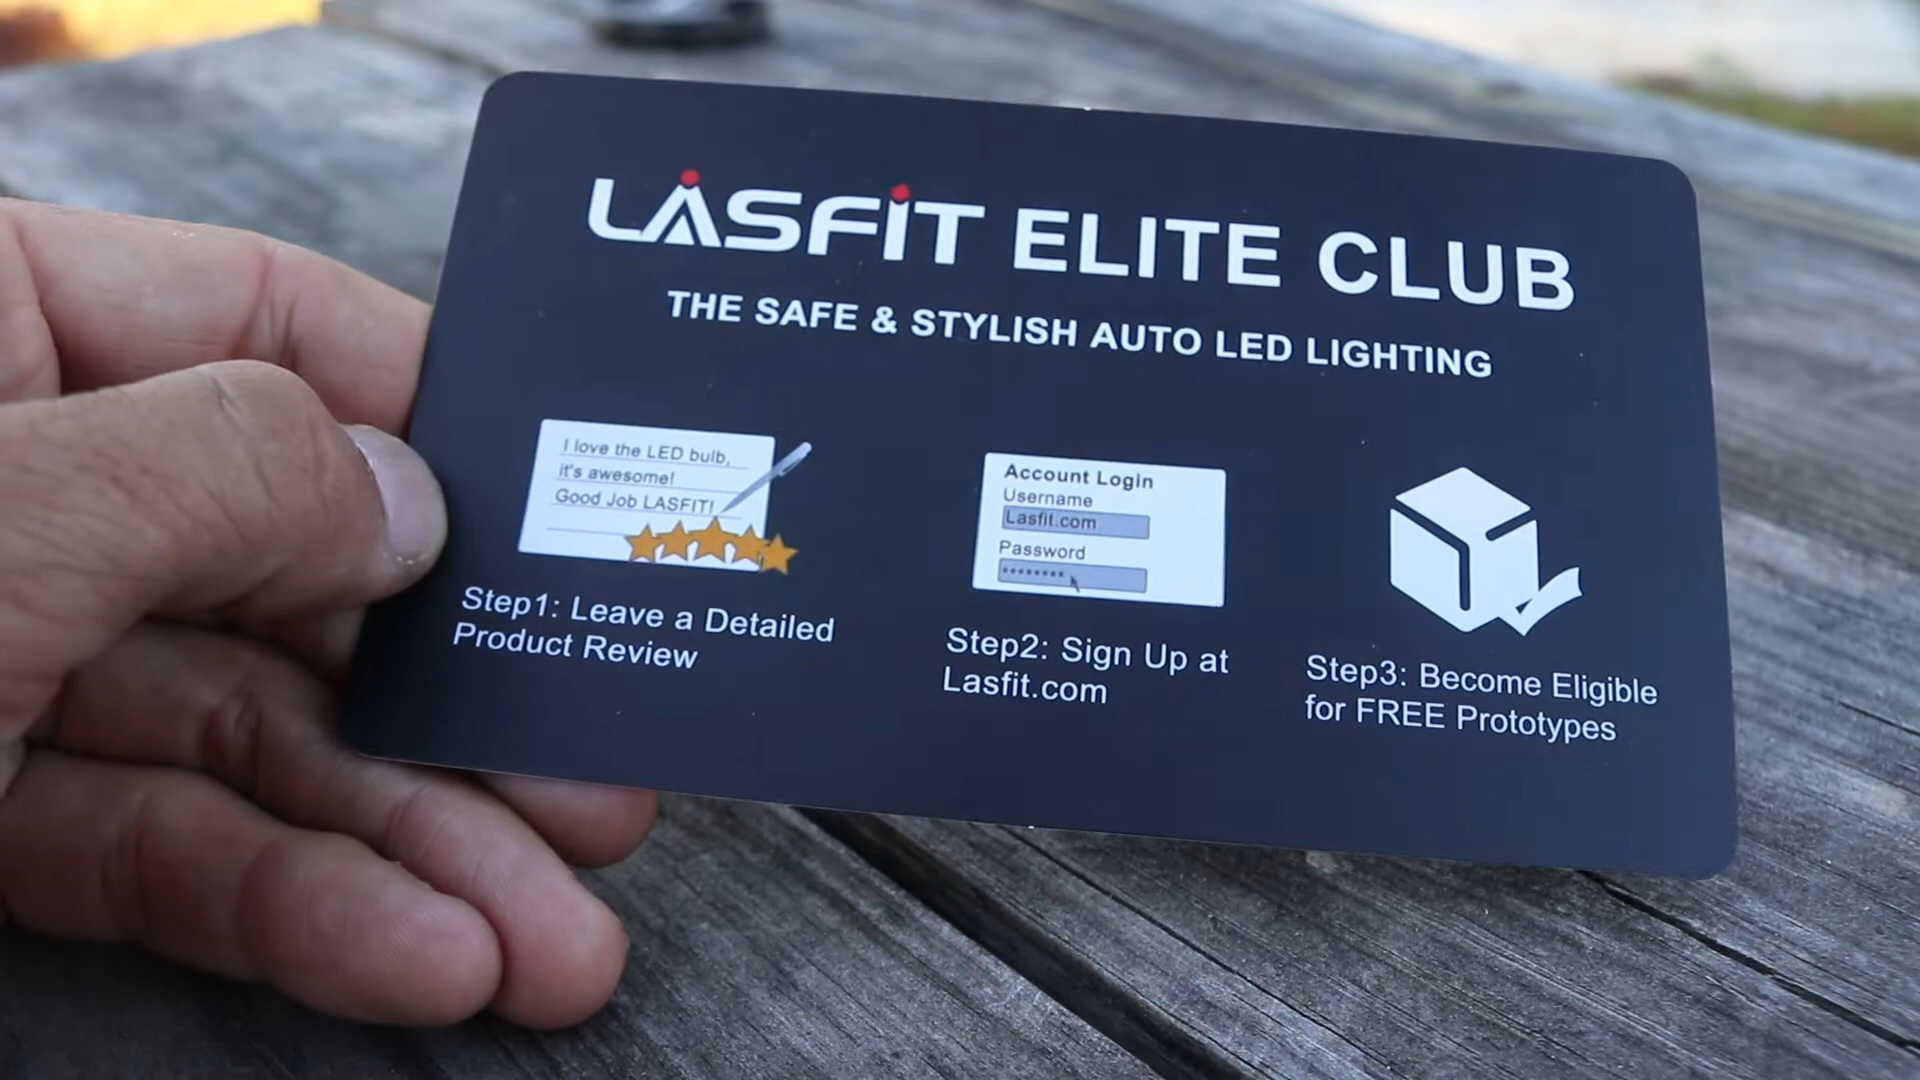 LASFIT ELITE CLUB
THE SAFE & STYLISH AUTO LED LIGHTING
I love the LED bulb,
it's awesome!
Good Job LASFIT!
Step1: Leave a Detailed
Product Review
Account Login
Username
Lasfit.com
Password
********
Step2: Sign Up at
Lasfit.com
Step3: Become Eligible
for FREE Prototypes